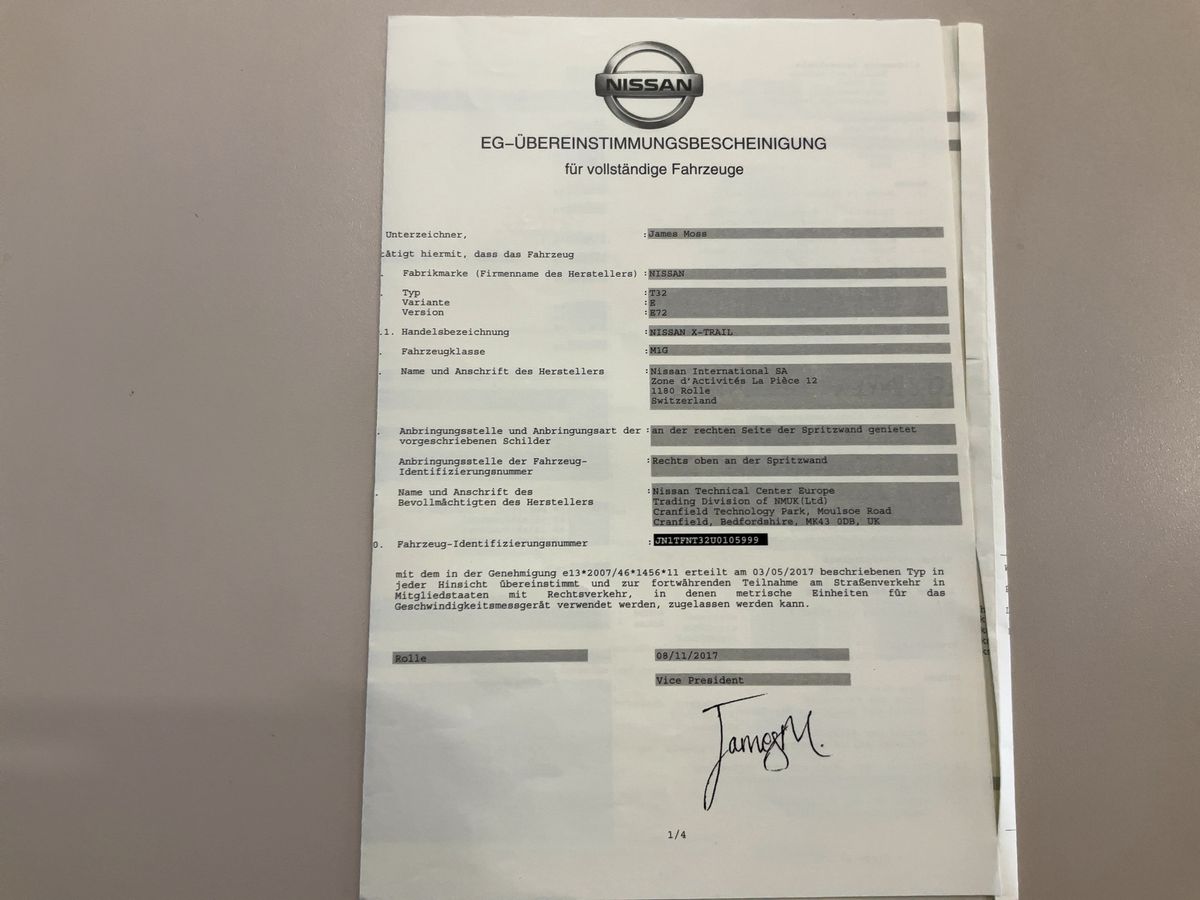 NISSAN
EG-ÜBEREINSTIMMUNGSBESCHEINIGUNG
für vollständige Fahrzeuge
Unterzeichner, : James Moss
tätigt hiermit, dass das Fahrzeug
. Fabrikmarke (Firmenname des Herstellers) : NISSAN
. Typ : T32
Variante : E
Version : E72
.1. Handelsbezeichnung : NISSAN X-TRAIL
. Fahrzeugklasse : M1G
. Name und Anschrift des Herstellers : Nissan International SA
Zone d'Activités La Pièce 12
1180 Rolle
Switzerland
. Anbringungsstelle und Anbringungsart der : an der rechten Seite der Spritzwand genietet
vorgeschriebenen Schilder
Anbringungsstelle der Fahrzeug- : Rechts oben an der Spritzwand
Identifizierungsnummer
. Name und Anschrift des : Nissan Technical Center Europe
Bevollmächtigten des Herstellers Trading Division of NMUK(Ltd)
Cranfield Technology Park, Moulsoe Road
Cranfield, Bedfordshire, MK43 0DB, UK
0. Fahrzeug-Identifizierungsnummer : JN1TFNT32U0105999
mit dem in der Genehmigung e13*2007/46*1456*11 erteilt am 03/05/2017 beschriebenen Typ in
jeder Hinsicht übereinstimmt und zur fortwährenden Teilnahme am Straßenverkehr in
Mitgliedstaaten mit Rechtsverkehr, in denen metrische Einheiten für das
Geschwindigkeitsmessgerät verwendet werden, zugelassen werden kann.
Rolle 08/11/2017
Vice President
James M.
1/4